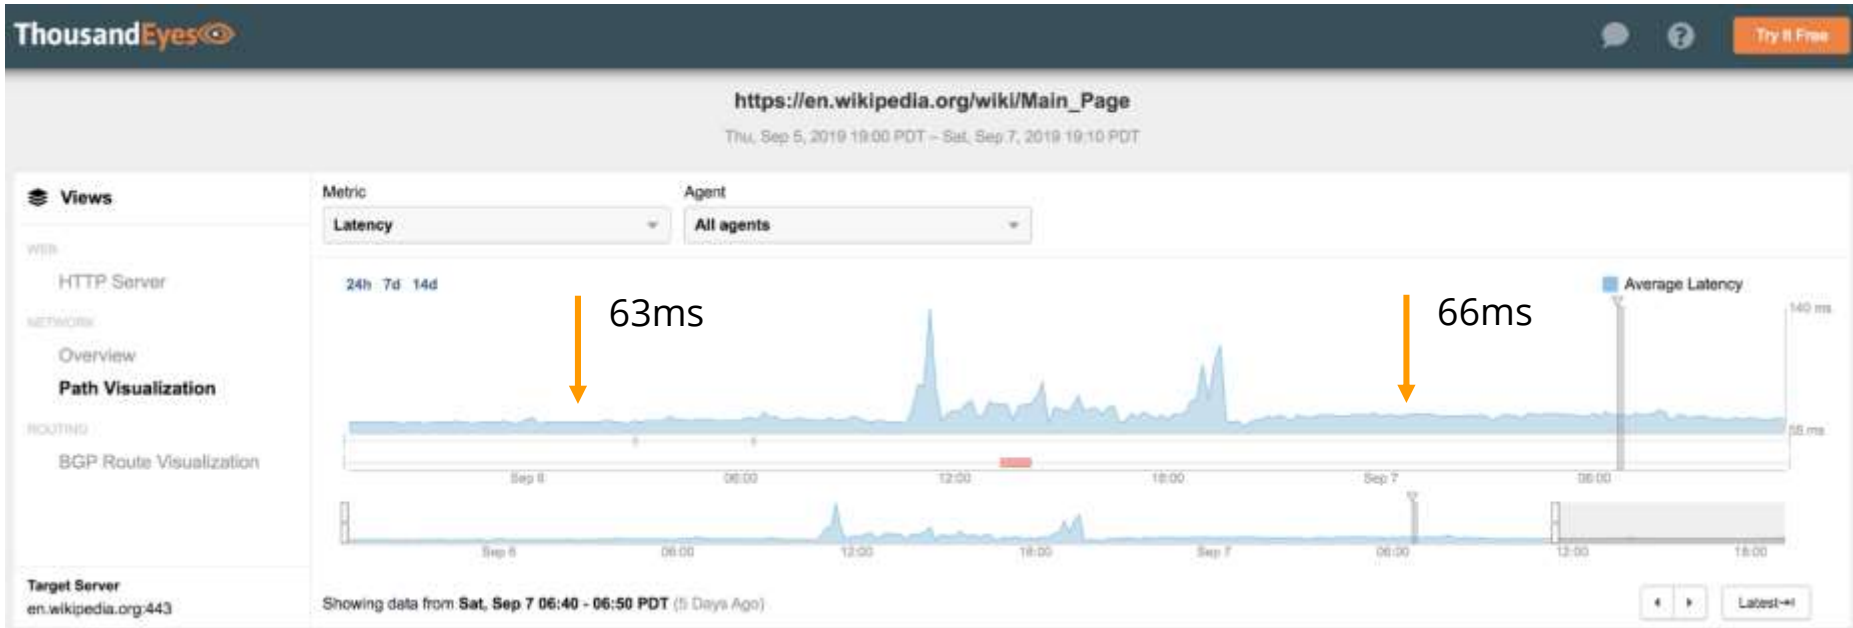 ThousandEyes
Try It Free
https://en.wikipedia.org/wiki/Main_Page
Thu, Sep 5, 2019 19:00 PDT – Sat, Sep 7, 2019 19:10 PDT
Views
WEB
HTTP Server
NETWORK
Overview
Path Visualization
ROUTING
BGP Route Visualization
Target Server
en.wikipedia.org:443
Metric
Agent
Latency
All agents
24h 7d 14d
Average Latency
63ms
66ms
140 ms
55 ms
Sep 6
06:00
12:00
18:00
Sep 7
06:00
Sep 6
06:00
12:00
18:00
Sep 7
06:00
12:00
18:00
Showing data from Sat, Sep 7 06:40 - 06:50 PDT (5 Days Ago)
Latest